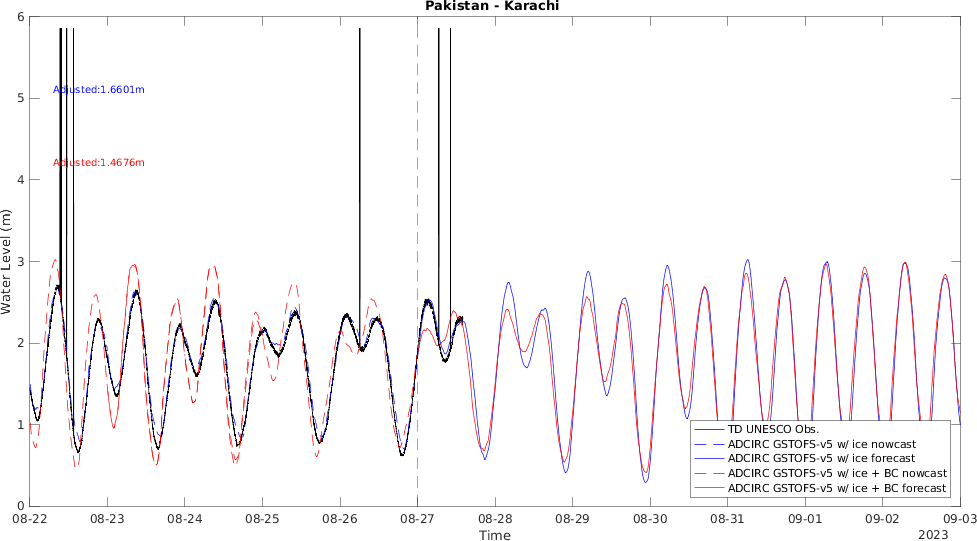 Pakistan - Karachi
6
5
4
3
2
1
0
Water Level (m)
Adjusted:1.6601m
Adjusted:1.4676m
TD UNESCO Obs.
ADCIRC GSTOFS-v5 w/ ice nowcast
ADCIRC GSTOFS-v5 w/ ice forecast
ADCIRC GSTOFS-v5 w/ ice + BC nowcast
ADCIRC GSTOFS-v5 w/ ice + BC forecast
08-22 08-23 08-24 08-25 08-26 08-27 08-28 08-29 08-30 08-31 09-01 09-02 09-03
Time
2023